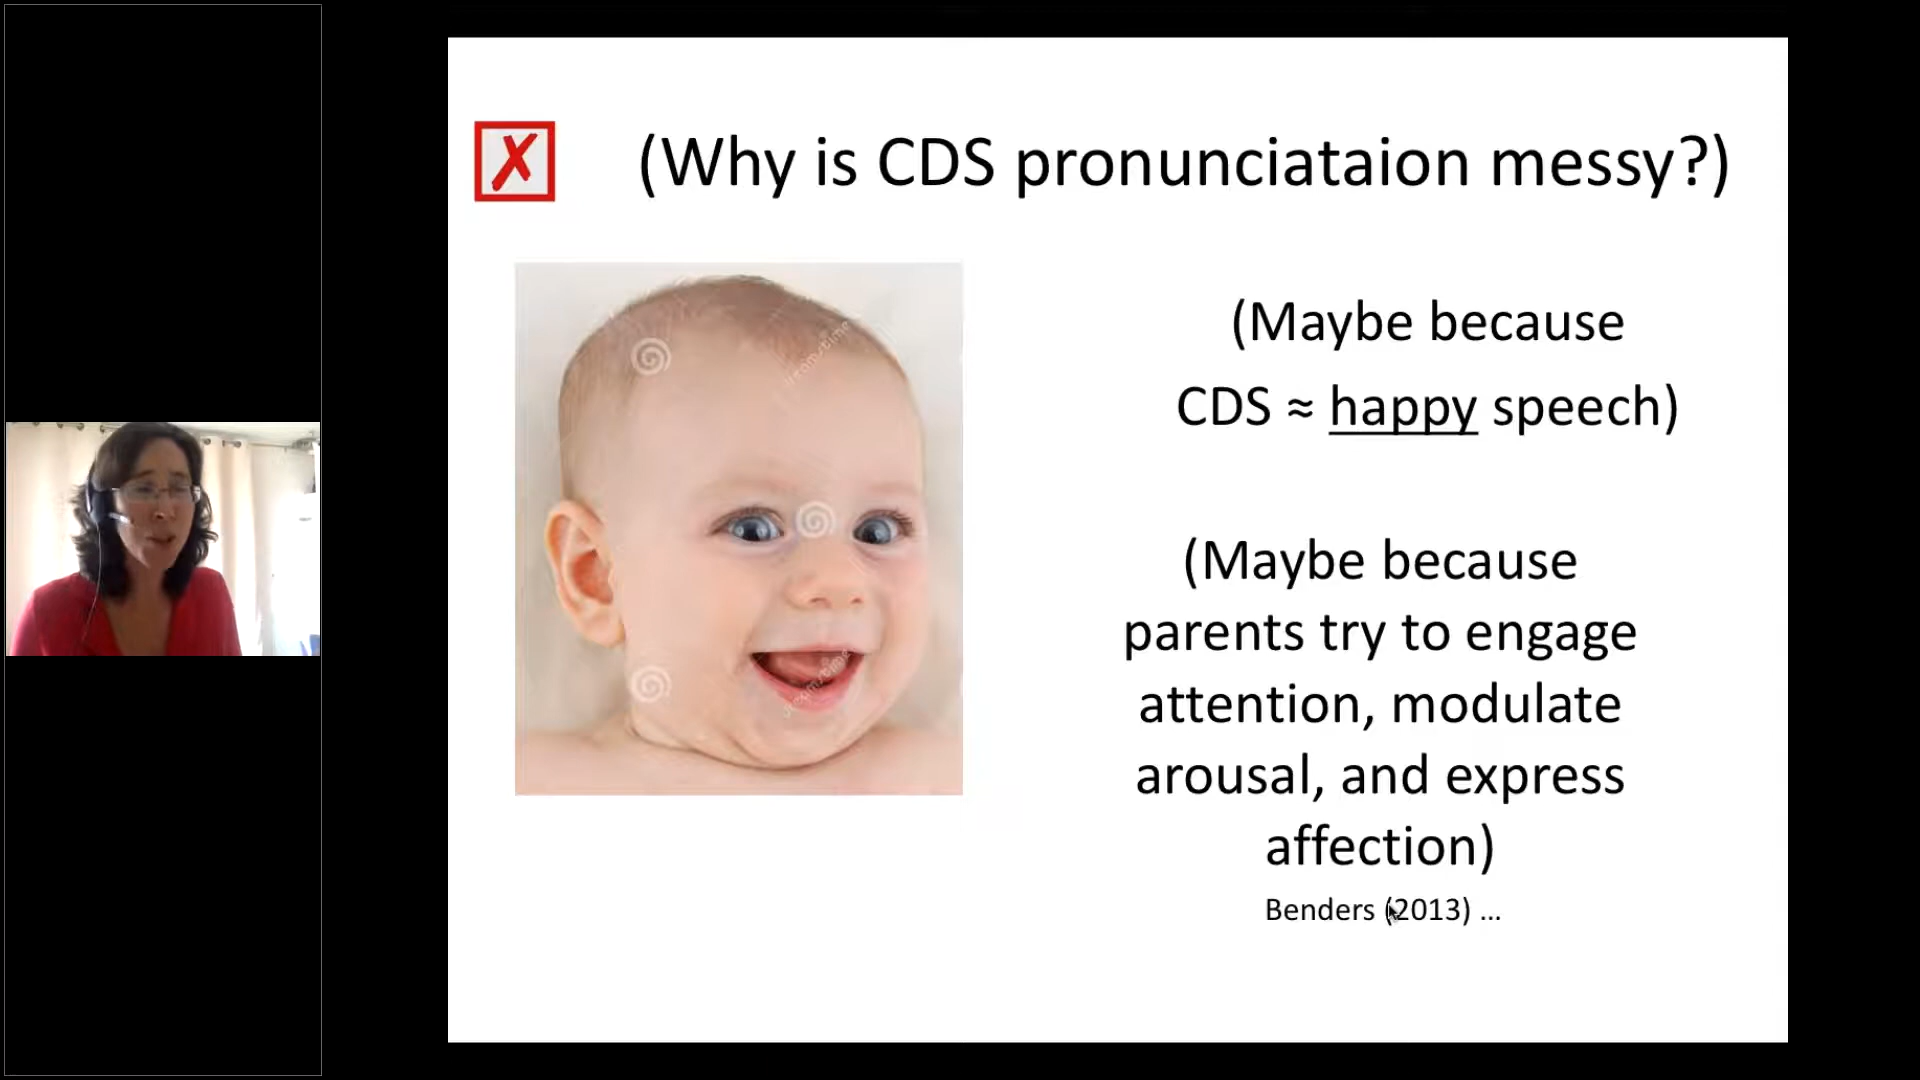 (Why is CDS pronunciataion messy?)
(Maybe because
CDS ≈ happy speech)
(Maybe because
parents try to engage
attention, modulate
arousal, and express
affection)
Benders (2013) ...